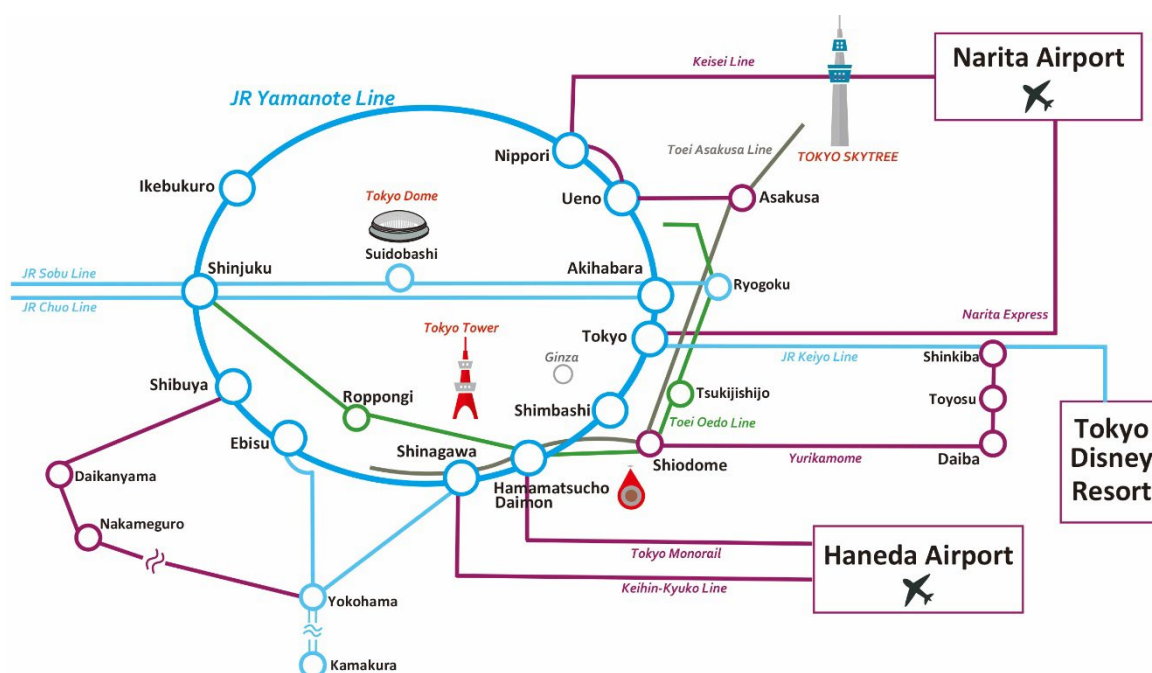 Keisei Line
Narita Airport
JR Yamanote Line
Nippori
Toei Asakusa Line
TOKYO SKYTREE
Ikebukuro
Tokyo Dome
Ueno
Asakusa
Suidobashi
Shinjuku
Akihabara
JR Sobu Line
Ryogoku
JR Chuo Line
Narita Express
Tokyo Tower
Tokyo
JR Keiyo Line
Shinkiba
Ginza
Shibuya
Roppongi
Tsukijishijo
Toyosu
Shimbashi
Toei Oedo Line
Ebisu
Shinagawa
Shiodome
Yurikamome
Daiba
Tokyo
Disney
Resort
Daikanyama
Hamamatsucho
Daimon
Nakameguro
Tokyo Monorail
Haneda Airport
Keihin-Kyuko Line
Yokohama
Kamakura